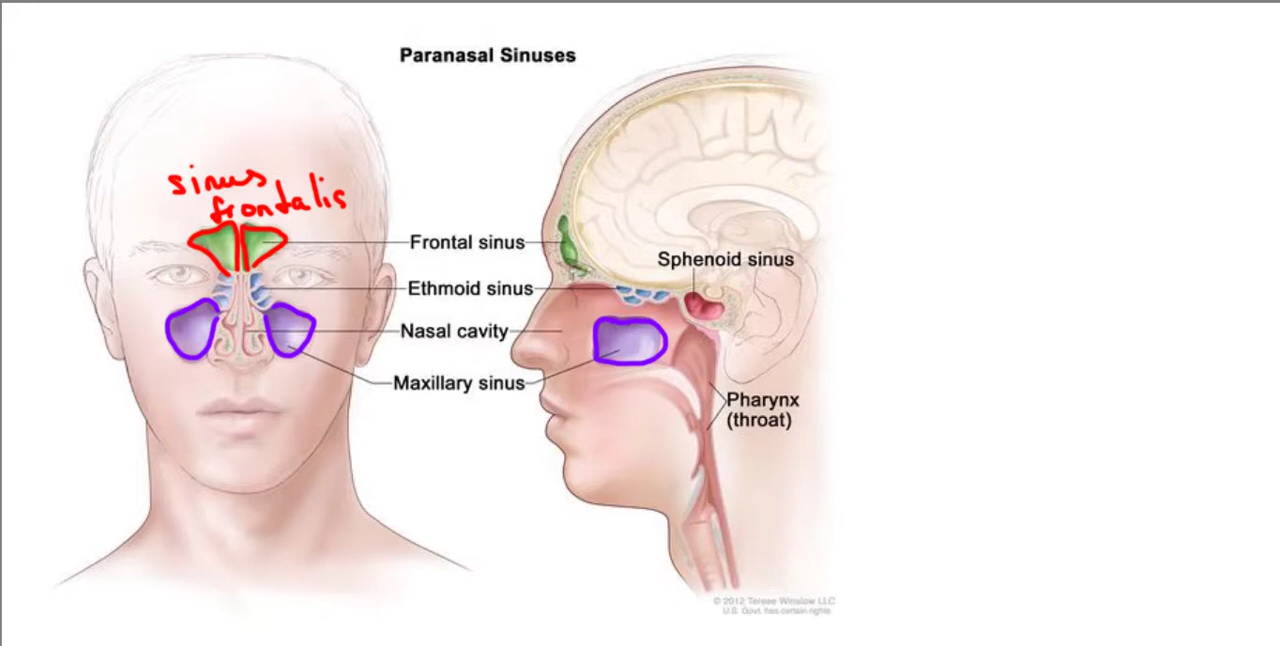 Paranasal Sinuses
sinus
frontalis
Frontal sinus
Sphenoid sinus
Ethmoid sinus
Nasal cavity
Maxillary sinus
Pharynx
(throat)
© 2012 Terese Winslow LLC
U.S. Govt. has certain rights